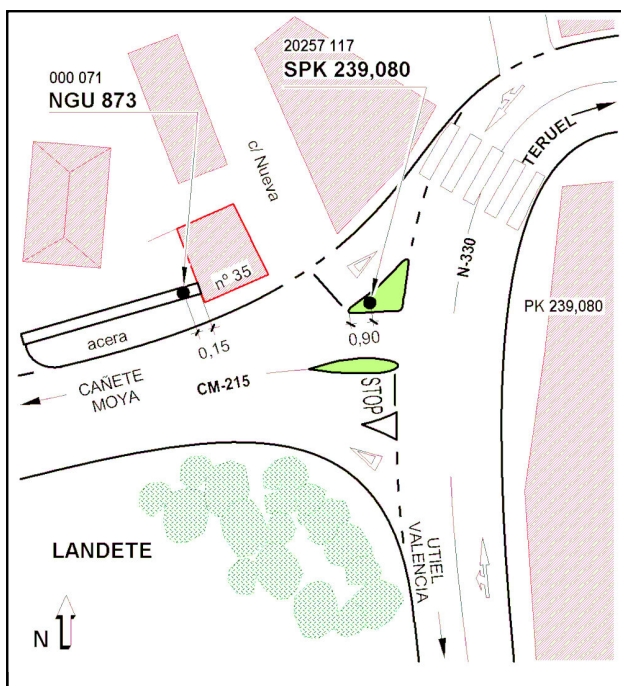 20257 117
SPK 239,080
000 071
NGU 873
c/ Nueva
TERUEL
N-330
nº 35
PK 239,080
acera
0,15
0,90
CAÑETE
MOYA
CM-215
STOP
LANDETE
UTIEL
VALENCIA
N